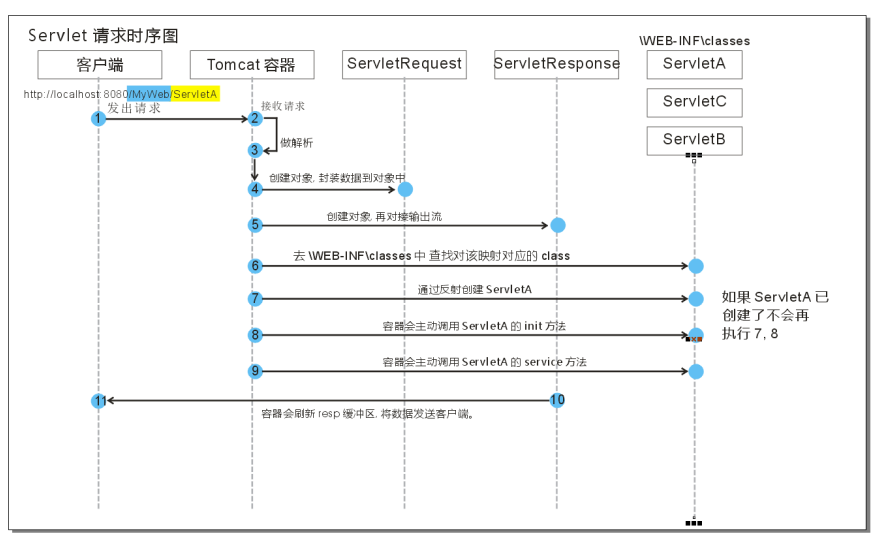 Servlet 请求时序图
\WEB-INF\classes
客户端
Tomcat 容器
ServletRequest
ServletResponse
ServletA
ServletC
ServletB
http://localhost:8080/MyWeb/ServletA
发出请求
接收请求
1
2
做解析
3
创建对象, 封装数据到对象中
4
创建对象, 再对接输出流
5
去 \WEB-INF\classes 中 查找对该映射对应的 class
6
通过反射创建 ServletA
7
容器会主动调用 ServletA 的 init 方法
8
如果 ServletA 已
创建了不会再
执行 7, 8
容器会主动调用 ServletA 的 service 方法
9
11
10
容器会刷新 resp 缓冲区, 将数据发送客户端。